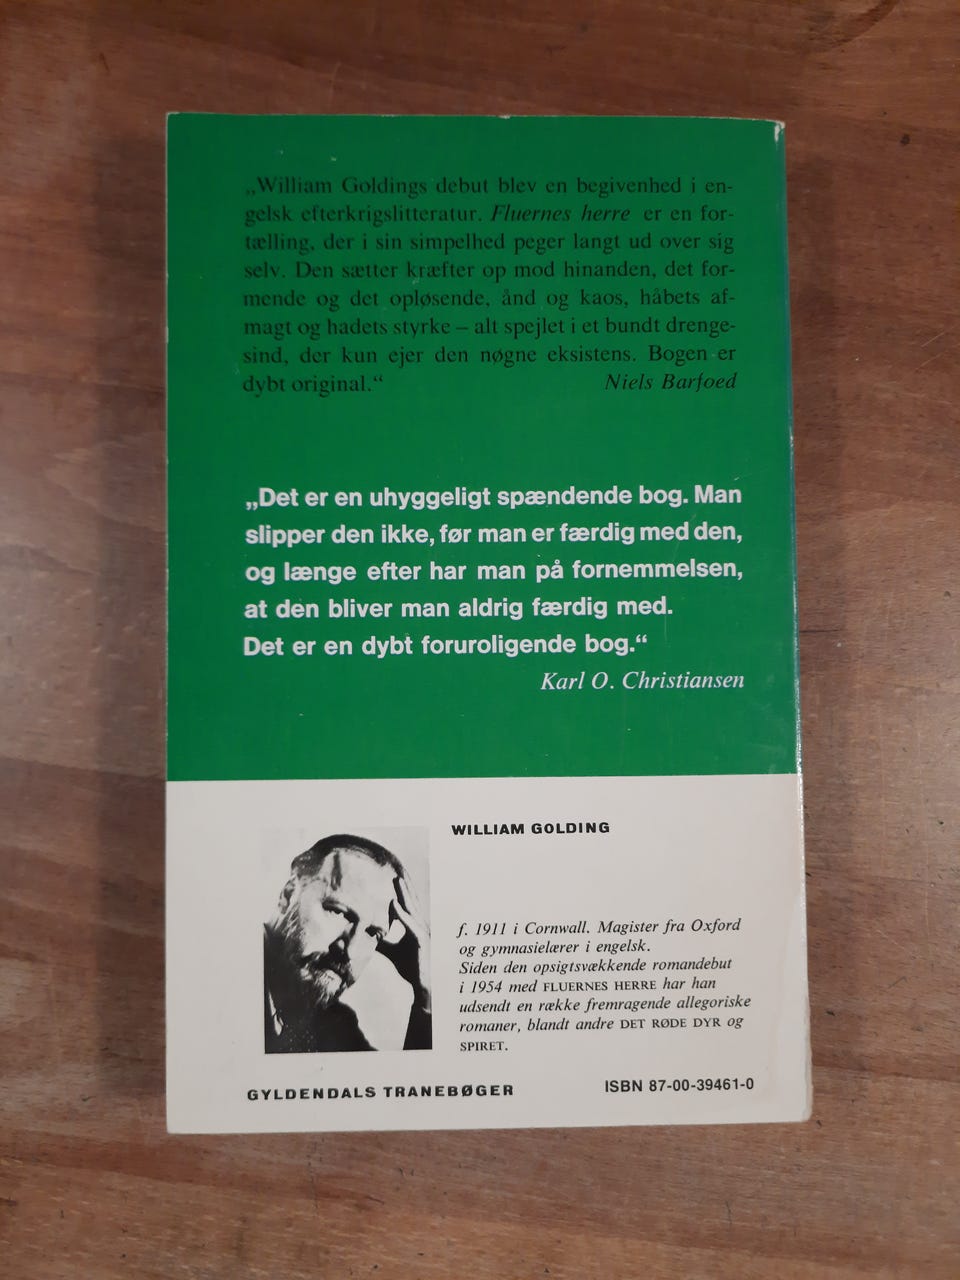 „William Goldings debut blev en begivenhed i en-
gelsk efterkrigslitteratur. Fluernes herre er en for-
tælling, der i sin simpelhed peger langt ud over sig
selv. Den sætter kræfter op mod hinanden, det for-
mende og det opløsende, ånd og kaos, håbets af-
magt og hadets styrke – alt spejlet i et bundt drenge-
sind, der kun ejer den nøgne eksistens. Bogen er
dybt original.“ Niels Barfoed
„Det er en uhyggeligt spændende bog. Man
slipper den ikke, før man er færdig med den,
og længe efter har man på fornemmelsen,
at den bliver man aldrig færdig med.
Det er en dybt foruroligende bog.“
Karl O. Christiansen
WILLIAM GOLDING
f. 1911 i Cornwall. Magister fra Oxford
og gymnasielærer i engelsk.
Siden den opsigtsvækkende romandebut
i 1954 med FLUERNES HERRE har han
udsendt en række fremragende allegoriske
romaner, blandt andre DET RØDE DYR og
SPIRET.
GYLDENDALS TRANEBØGER
ISBN 87-00-39461-0